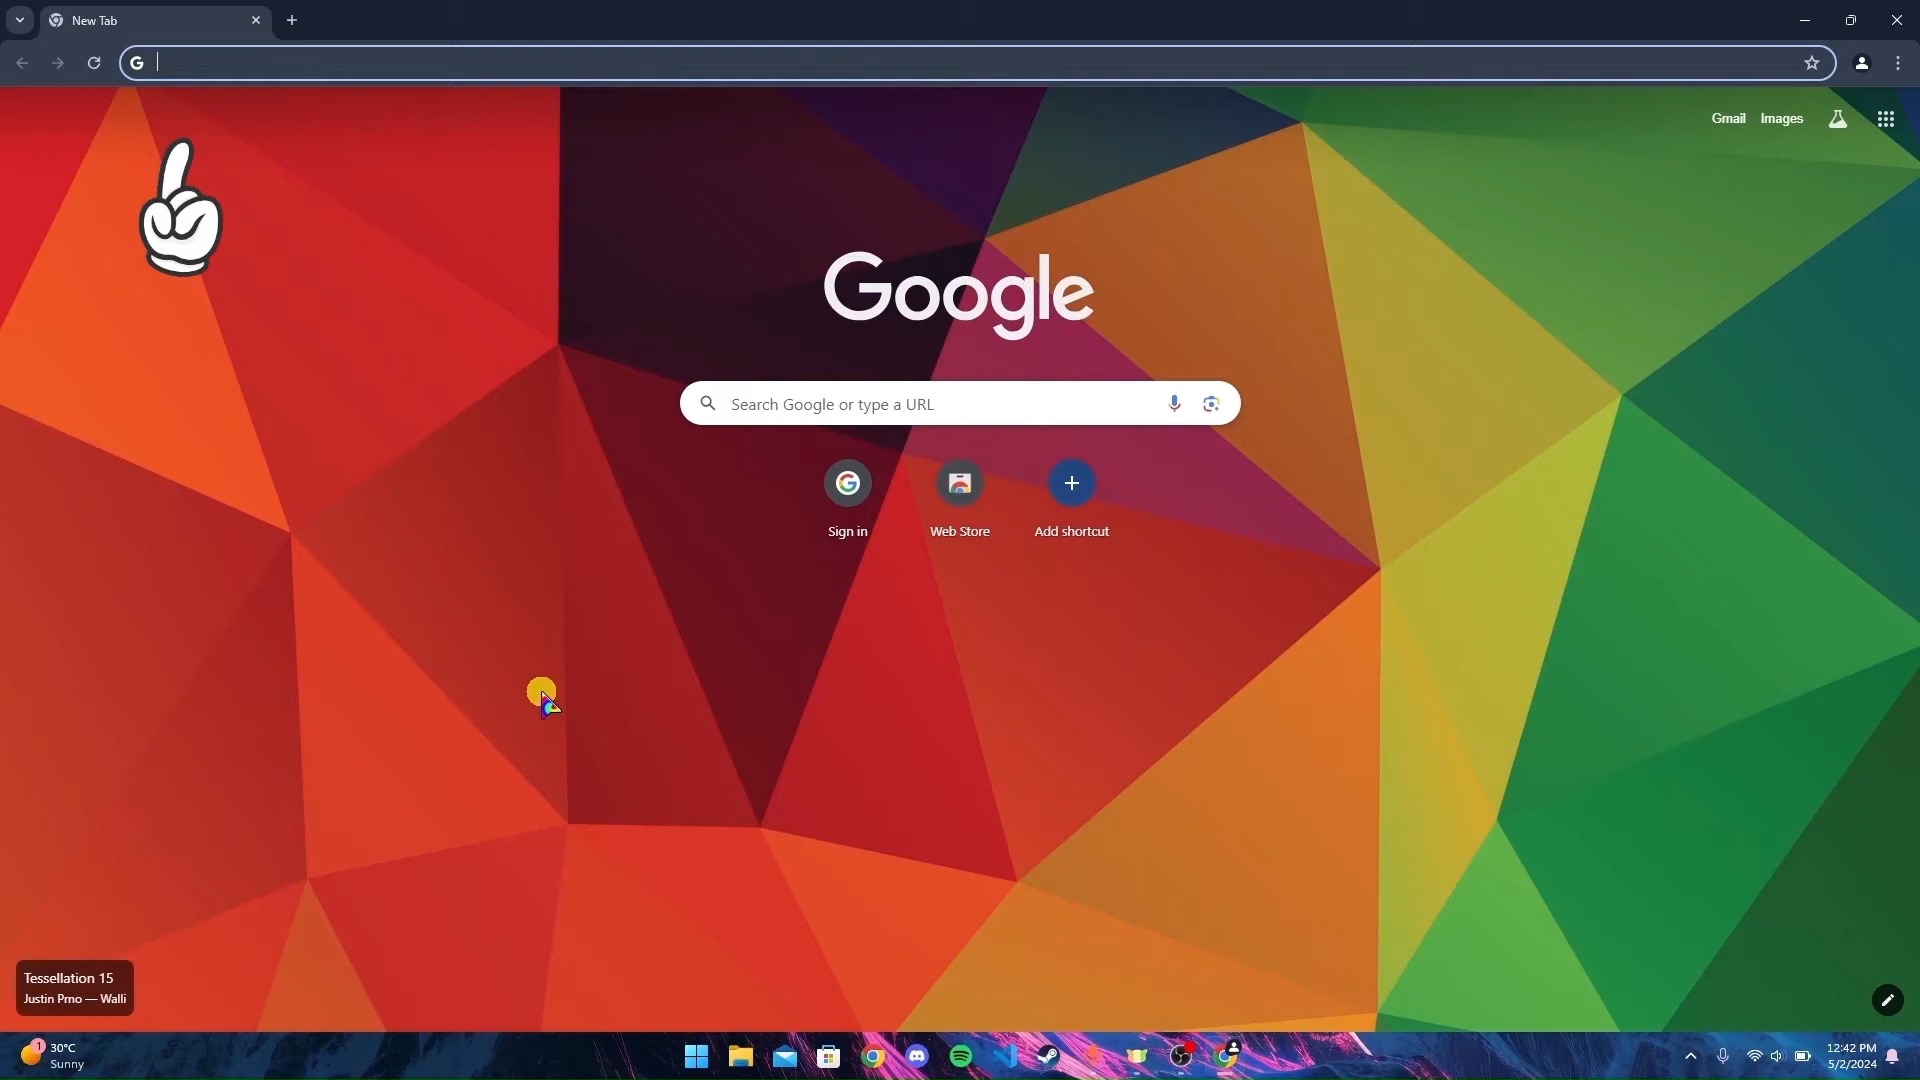 New Tab
Gmail Images
Google
Search Google or type a URL
Sign in Web Store Add shortcut
Tessellation 15
Justin Prno — Walli
1
30°C
Sunny
12:42 PM
5/2/2024